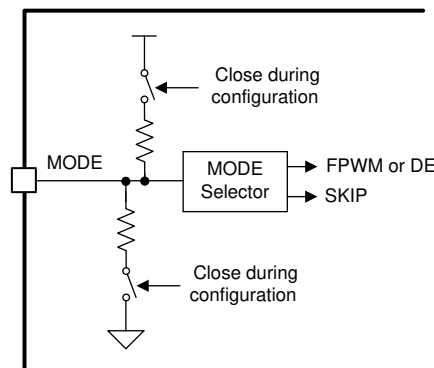 Close during
configuration
MODE
MODE
Selector
FPWM or DE
SKIP
Close during
configuration